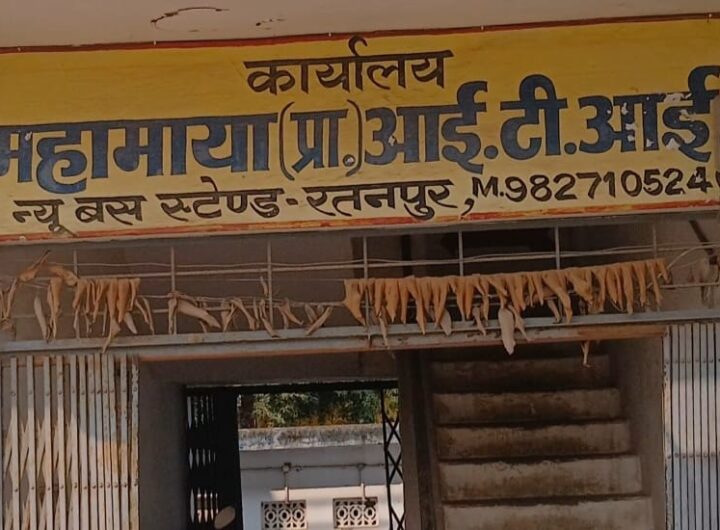 कार्यालय
महामाया (प्रा.) आई.टी.आई
न्यू बस स्टेण्ड-रतनपुर, M.982710524